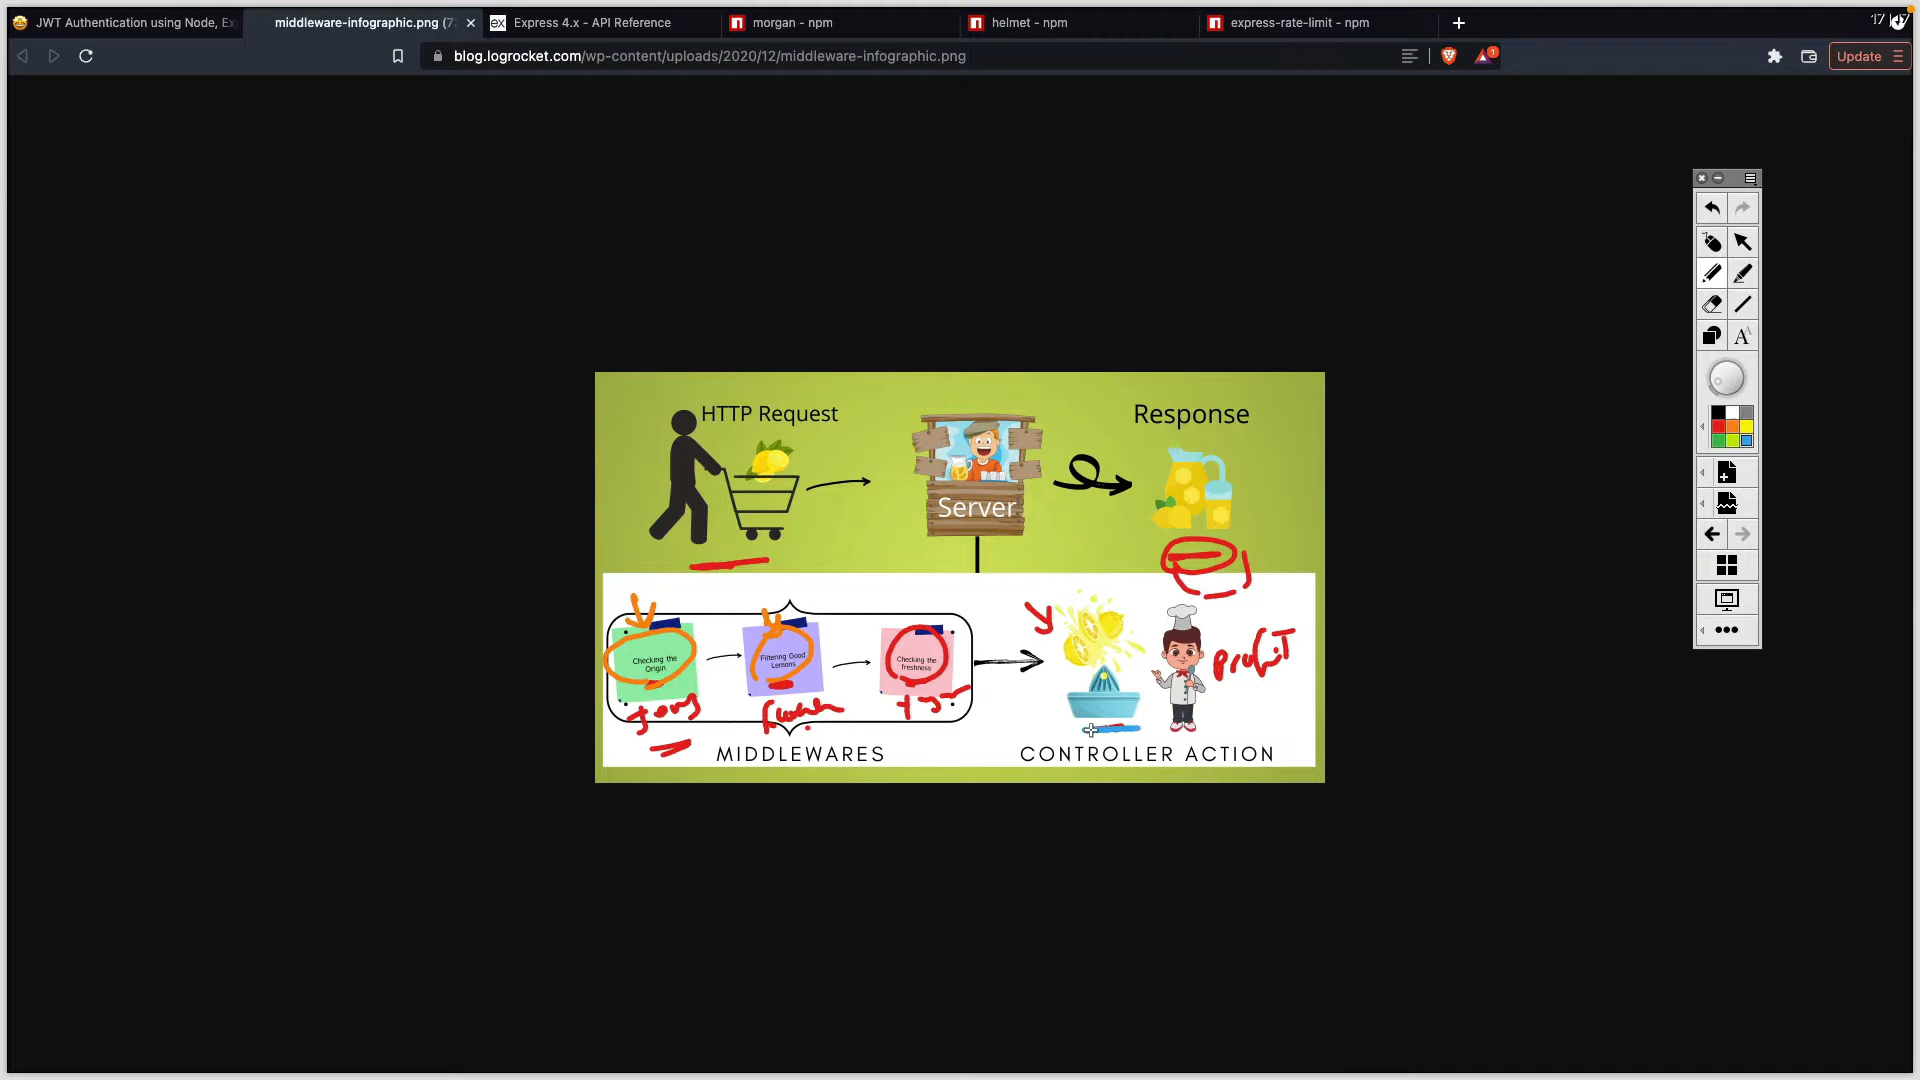 JWT Authentication using Node, Ex
middleware-infographic.png (7
Express 4.x - API Reference
morgan - npm
helmet - npm
express-rate-limit - npm
blog.logrocket.com/wp-content/uploads/2020/12/middleware-infographic.png
1
Update
HTTP Request
Server
Response
Checking the
Origin
Filtering Good
Lemons
Checking the
freshness
profit
MIDDLEWARES
CONTROLLER ACTION
A